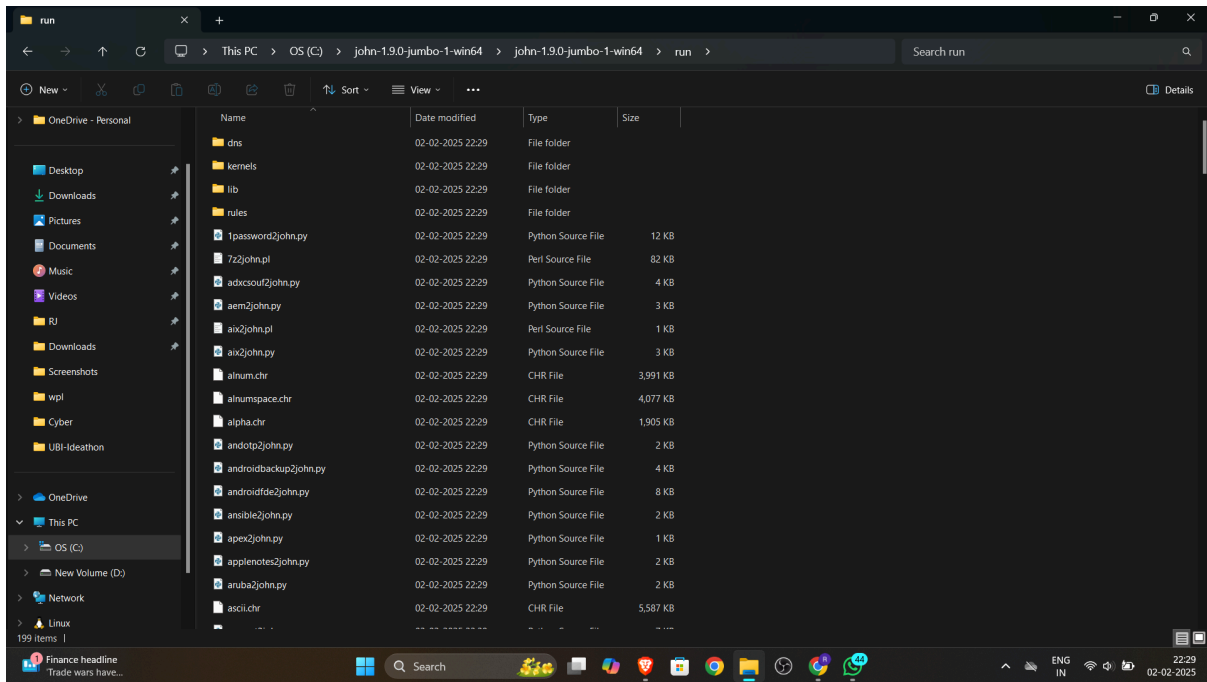 run
This PC > OS (C:) > john-1.9.0-jumbo-1-win64 > john-1.9.0-jumbo-1-win64 > run >
Search run
New
Sort
View
Details
OneDrive - Personal
Desktop
Downloads
Pictures
Documents
Music
Videos
RJ
Downloads
Screenshots
wpl
Cyber
UBI-Ideathon
OneDrive
This PC
OS (C:)
New Volume (D:)
Network
Linux
Name Date modified Type Size
dns 02-02-2025 22:29 File folder
kernels 02-02-2025 22:29 File folder
lib 02-02-2025 22:29 File folder
rules 02-02-2025 22:29 File folder
1password2john.py 02-02-2025 22:29 Python Source File 12 KB
7z2john.pl 02-02-2025 22:29 Perl Source File 82 KB
adxcsouf2john.py 02-02-2025 22:29 Python Source File 4 KB
aem2john.py 02-02-2025 22:29 Python Source File 3 KB
aix2john.pl 02-02-2025 22:29 Perl Source File 1 KB
aix2john.py 02-02-2025 22:29 Python Source File 3 KB
alnum.chr 02-02-2025 22:29 CHR File 3,991 KB
alnumspace.chr 02-02-2025 22:29 CHR File 4,077 KB
alpha.chr 02-02-2025 22:29 CHR File 1,905 KB
andotp2john.py 02-02-2025 22:29 Python Source File 2 KB
androidbackup2john.py 02-02-2025 22:29 Python Source File 4 KB
androidfde2john.py 02-02-2025 22:29 Python Source File 8 KB
ansible2john.py 02-02-2025 22:29 Python Source File 2 KB
apex2john.py 02-02-2025 22:29 Python Source File 1 KB
applenotes2john.py 02-02-2025 22:29 Python Source File 2 KB
aruba2john.py 02-02-2025 22:29 Python Source File 2 KB
ascii.chr 02-02-2025 22:29 CHR File 5,587 KB
199 items
1
Finance headline
'Trade wars have...
Search
R
44
ENG
IN
22:29
02-02-2025